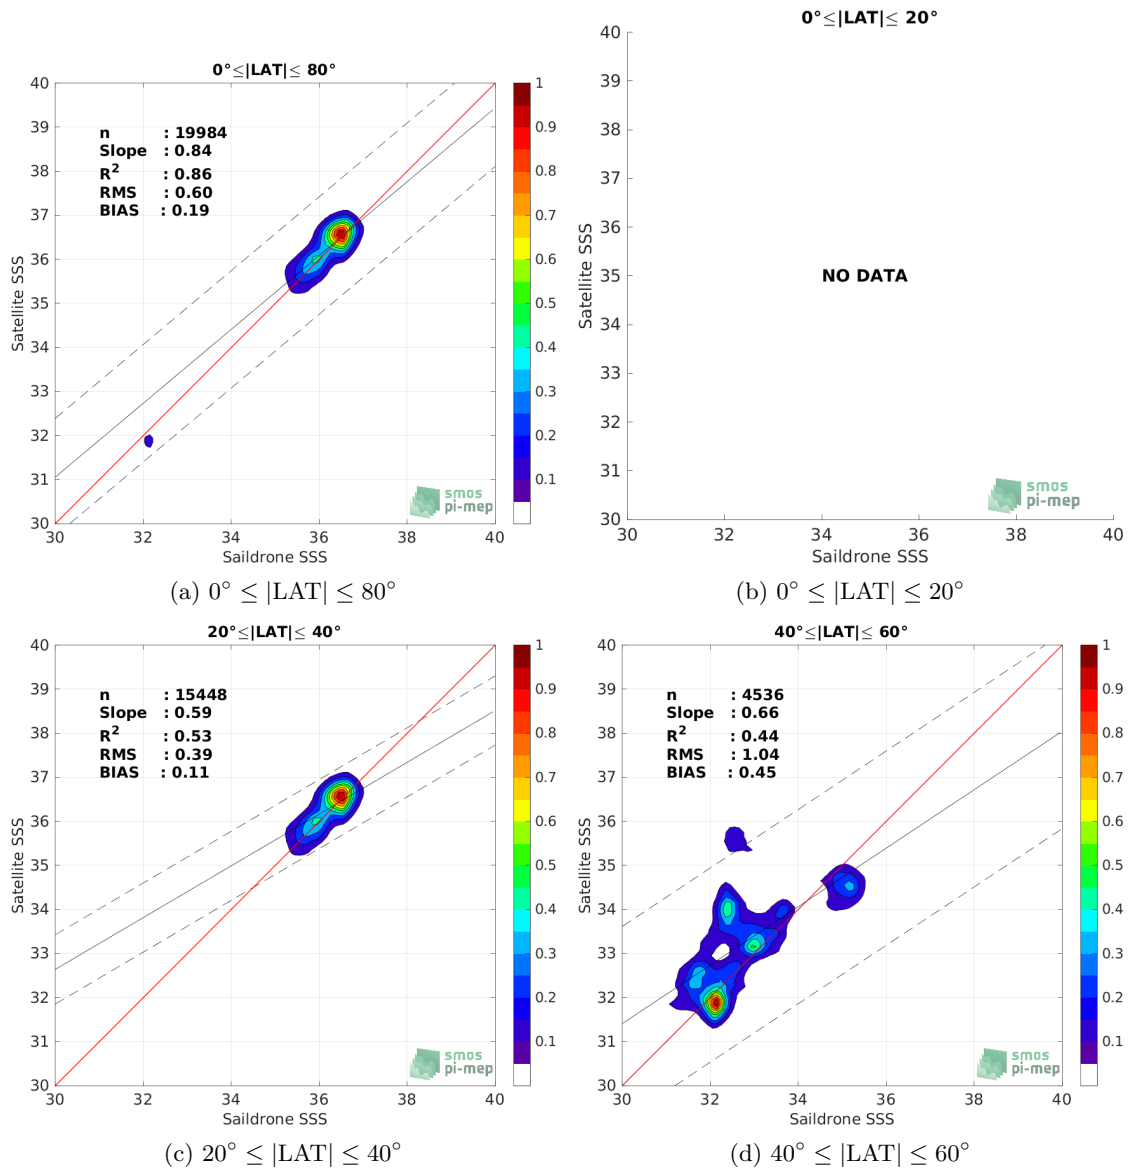 0°≤|LAT|≤ 80°
n : 19984
Slope : 0.84
R² : 0.86
RMS : 0.60
BIAS : 0.19
40
39
38
37
36
35
34
33
32
31
30
30 32 34 36 38 40
Satellite SSS
Saildrone SSS
1
0.9
0.8
0.7
0.6
0.5
0.4
0.3
0.2
0.1
smos
pi-mep
(a) 0° ≤ |LAT| ≤ 80°
0°≤|LAT|≤ 20°
40
39
38
37
36
35
34
33
32
31
30
30 32 34 36 38 40
Satellite SSS
Saildrone SSS
NO DATA
smos
pi-mep
(b) 0° ≤ |LAT| ≤ 20°
20°≤|LAT|≤ 40°
n : 15448
Slope : 0.59
R² : 0.53
RMS : 0.39
BIAS : 0.11
40
39
38
37
36
35
34
33
32
31
30
30 32 34 36 38 40
Satellite SSS
Saildrone SSS
1
0.9
0.8
0.7
0.6
0.5
0.4
0.3
0.2
0.1
smos
pi-mep
(c) 20° ≤ |LAT| ≤ 40°
40°≤|LAT|≤ 60°
n : 4536
Slope : 0.66
R² : 0.44
RMS : 1.04
BIAS : 0.45
40
39
38
37
36
35
34
33
32
31
30
30 32 34 36 38 40
Satellite SSS
Saildrone SSS
1
0.9
0.8
0.7
0.6
0.5
0.4
0.3
0.2
0.1
smos
pi-mep
(d) 40° ≤ |LAT| ≤ 60°